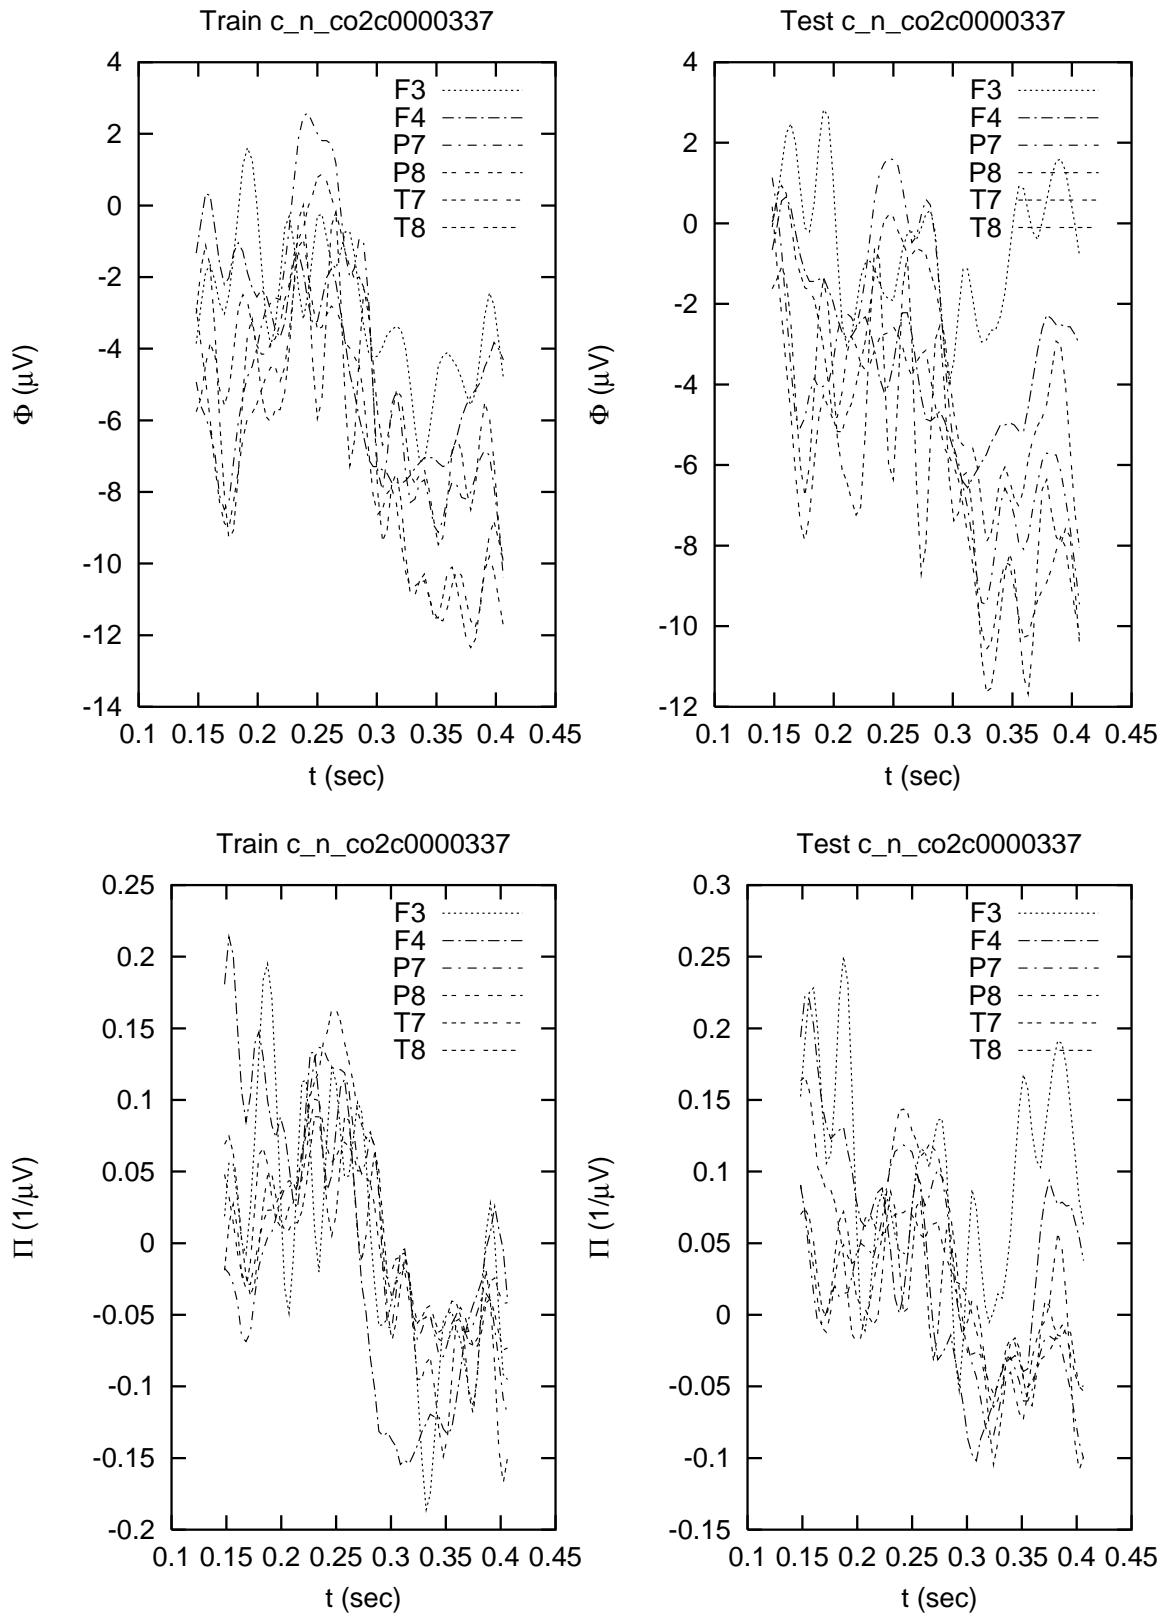 Train c_n_co2c0000337
4
2
0
-2
-4
-6
-8
-10
-12
-14
Φ (μV)
0.1 0.15 0.2 0.25 0.3 0.35 0.4 0.45
t (sec)
F3
F4
P7
P8
T7
T8
Test c_n_co2c0000337
4
2
0
-2
-4
-6
-8
-10
-12
Φ (μV)
0.1 0.15 0.2 0.25 0.3 0.35 0.4 0.45
t (sec)
F3
F4
P7
P8
T7
T8
Train c_n_co2c0000337
0.25
0.2
0.15
0.1
0.05
0
-0.05
-0.1
-0.15
-0.2
Π (1/μV)
0.1 0.15 0.2 0.25 0.3 0.35 0.4 0.45
t (sec)
F3
F4
P7
P8
T7
T8
Test c_n_co2c0000337
0.3
0.25
0.2
0.15
0.1
0.05
0
-0.05
-0.1
-0.15
Π (1/μV)
0.1 0.15 0.2 0.25 0.3 0.35 0.4 0.45
t (sec)
F3
F4
P7
P8
T7
T8